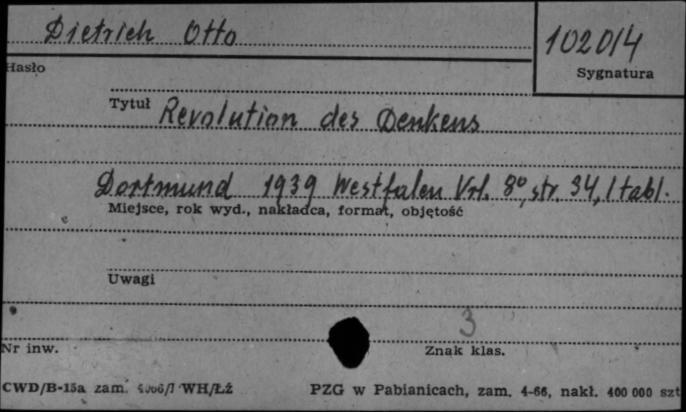 Dietrich Otto
102014
Hasło
Sygnatura
Tytuł Revolution des Denkens
Dortmund 1939 Westfalen Vrl. 8°, str. 34, 1 tabl.
Miejsce, rok wyd., nakładca, format, objętość
Uwagi
3
Nr inw.
Znak klas.
CWD/B-15a zam. WH/ŁŻ PZG w Pabianicach, zam. 4-66, nakł. 400 000 szt